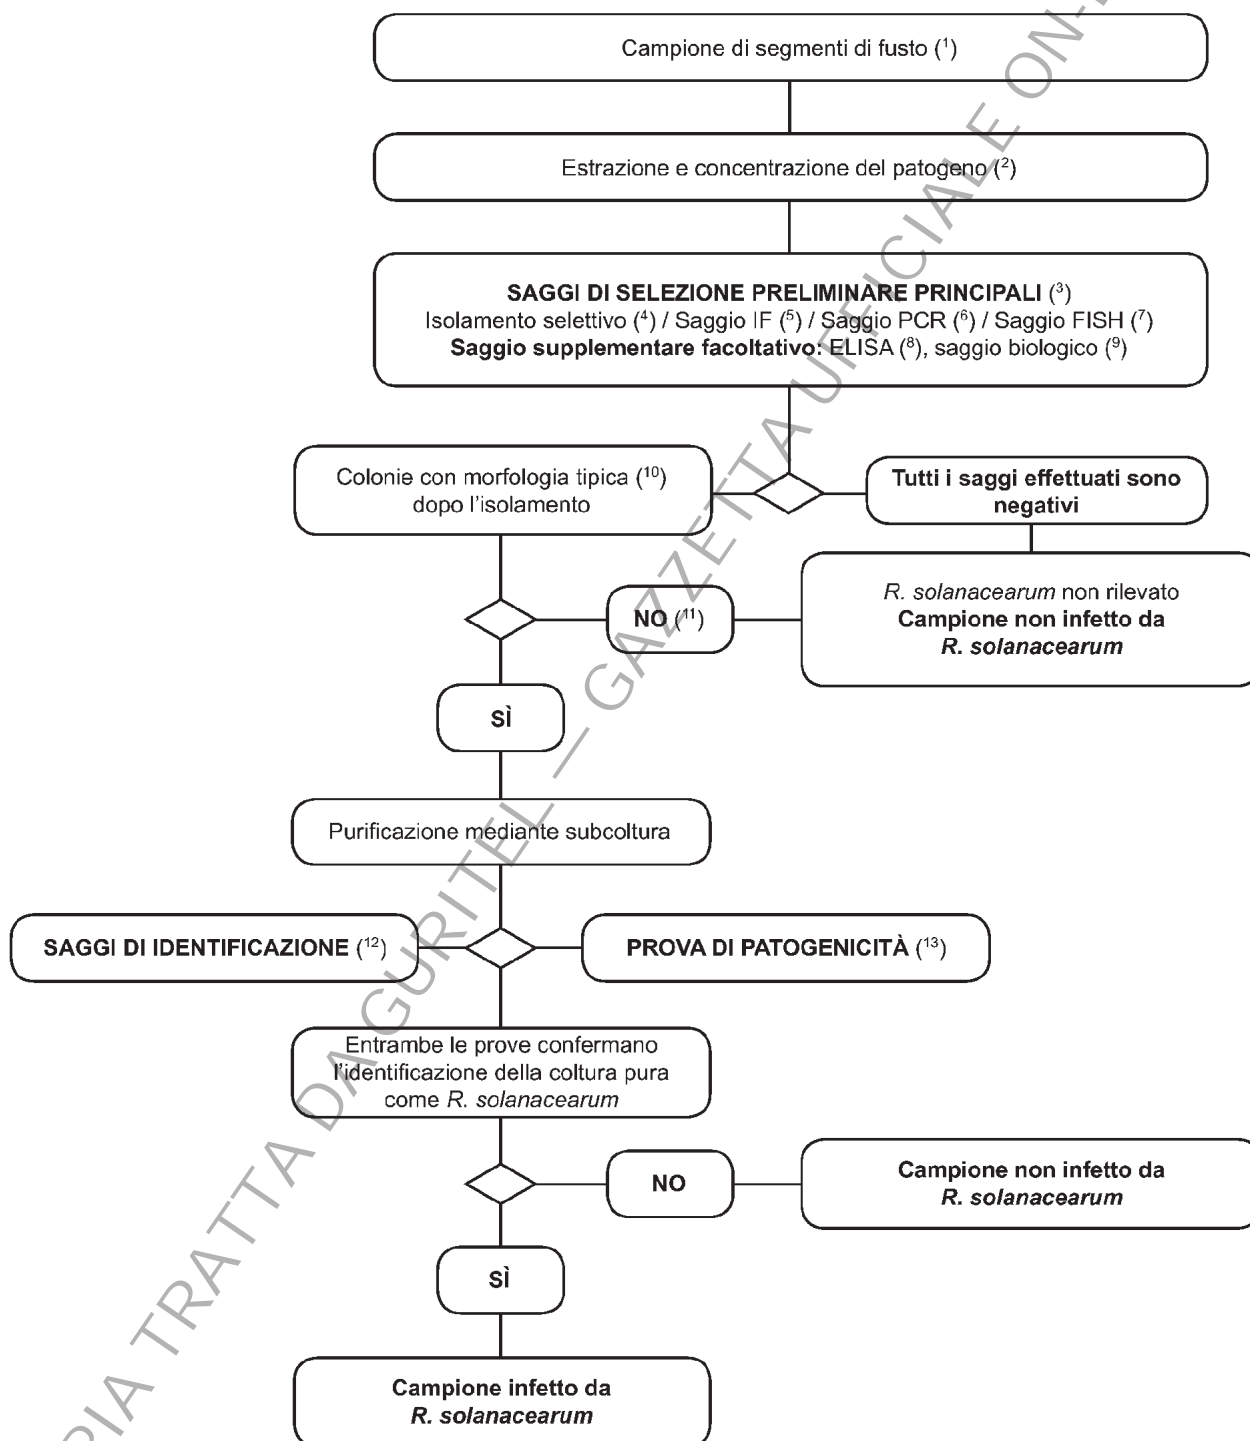 Campione di segmenti di fusto (¹)
Estrazione e concentrazione del patogeno (²)
SAGGI DI SELEZIONE PRELIMINARE PRINCIPALI (³)
Isolamento selettivo (⁴) / Saggio IF (⁵) / Saggio PCR (⁶) / Saggio FISH (⁷)
Saggio supplementare facoltativo: ELISA (⁸), saggio biologico (⁹)
Colonie con morfologia tipica (¹⁰)
dopo l'isolamento
Tutti i saggi effettuati sono
negativi
NO (¹¹)
R. solanacearum non rilevato
Campione non infetto da
R. solanacearum
SÌ
Purificazione mediante subcoltura
SAGGI DI IDENTIFICAZIONE (¹²)
PROVA DI PATOGENICITÀ (¹³)
Entrambe le prove confermano
l'identificazione della coltura pura
come R. solanacearum
NO
Campione non infetto da
R. solanacearum
SÌ
Campione infetto da
R. solanacearum
TRATTA DA GURITEL — GAZZETTA UFFICIALE